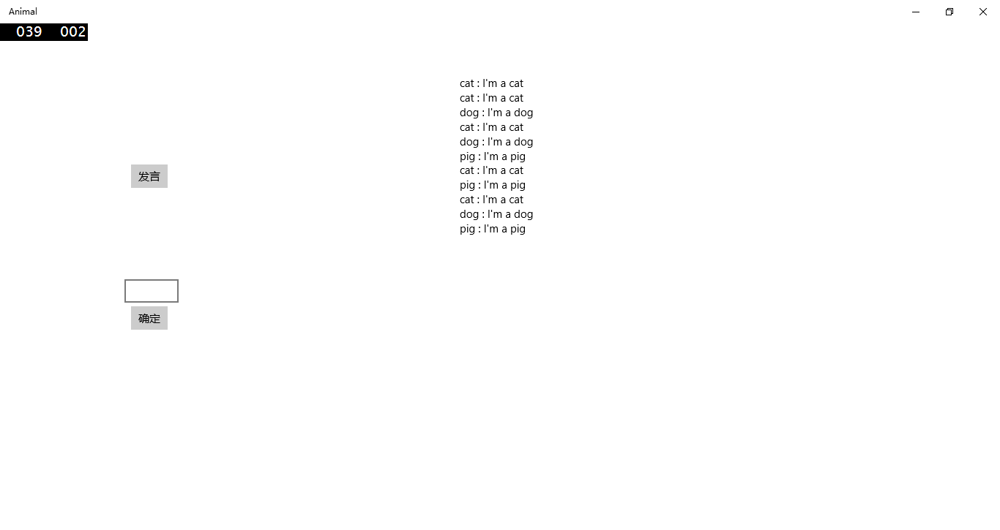 Animal
039 002
cat : I'm a cat
cat : I'm a cat
dog : I'm a dog
cat : I'm a cat
dog : I'm a dog
pig : I'm a pig
cat : I'm a cat
pig : I'm a pig
cat : I'm a cat
dog : I'm a dog
pig : I'm a pig
发言
确定